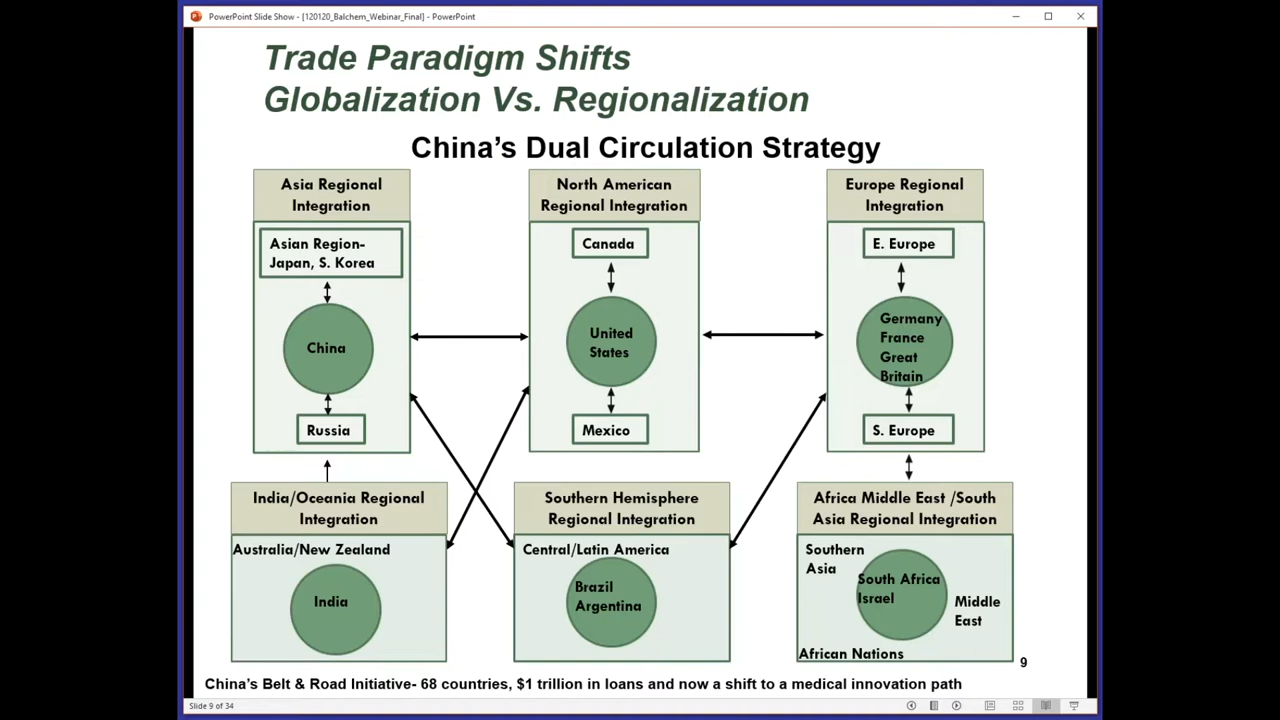 PowerPoint Slide Show - [120120_Balchem_Webinar_Final] - PowerPoint
Trade Paradigm Shifts
Globalization Vs. Regionalization
China's Dual Circulation Strategy
Asia Regional
Integration
Asian Region-
Japan, S. Korea
China
Russia
North American
Regional Integration
Canada
United
States
Mexico
Europe Regional
Integration
E. Europe
Germany
France
Great
Britain
S. Europe
India/Oceania Regional
Integration
Australia/New Zealand
India
Southern Hemisphere
Regional Integration
Central/Latin America
Brazil
Argentina
Africa Middle East /South
Asia Regional Integration
Southern
Asia
South Africa
Israel
Middle
East
African Nations
9
China's Belt & Road Initiative- 68 countries, $1 trillion in loans and now a shift to a medical innovation path
Slide 9 of 34